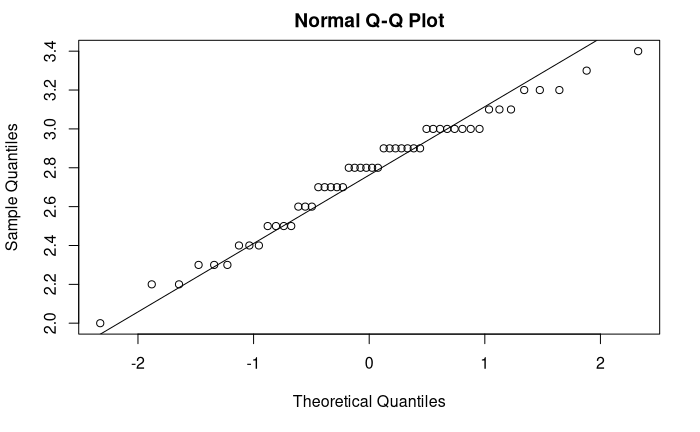 Normal Q-Q Plot
Sample Quantiles
3.4
3.2
3.0
2.8
2.6
2.4
2.2
2.0
-2 -1 0 1 2
Theoretical Quantiles